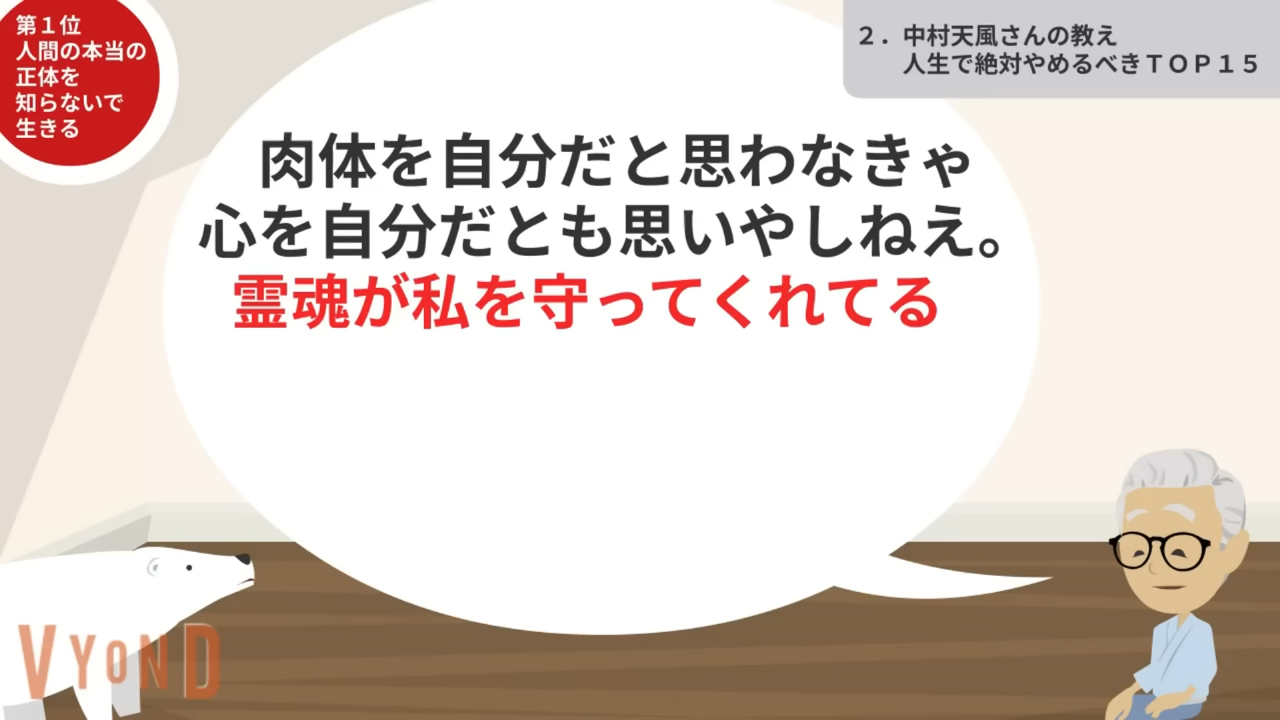 第１位
人間の本当の
正体を
知らないで
生きる
２．中村天風さんの教え
人生で絶対やめるべきＴＯＰ１５
肉体を自分だと思わなきゃ
心を自分だとも思いやしねえ。
霊魂が私を守ってくれてる
VYOND